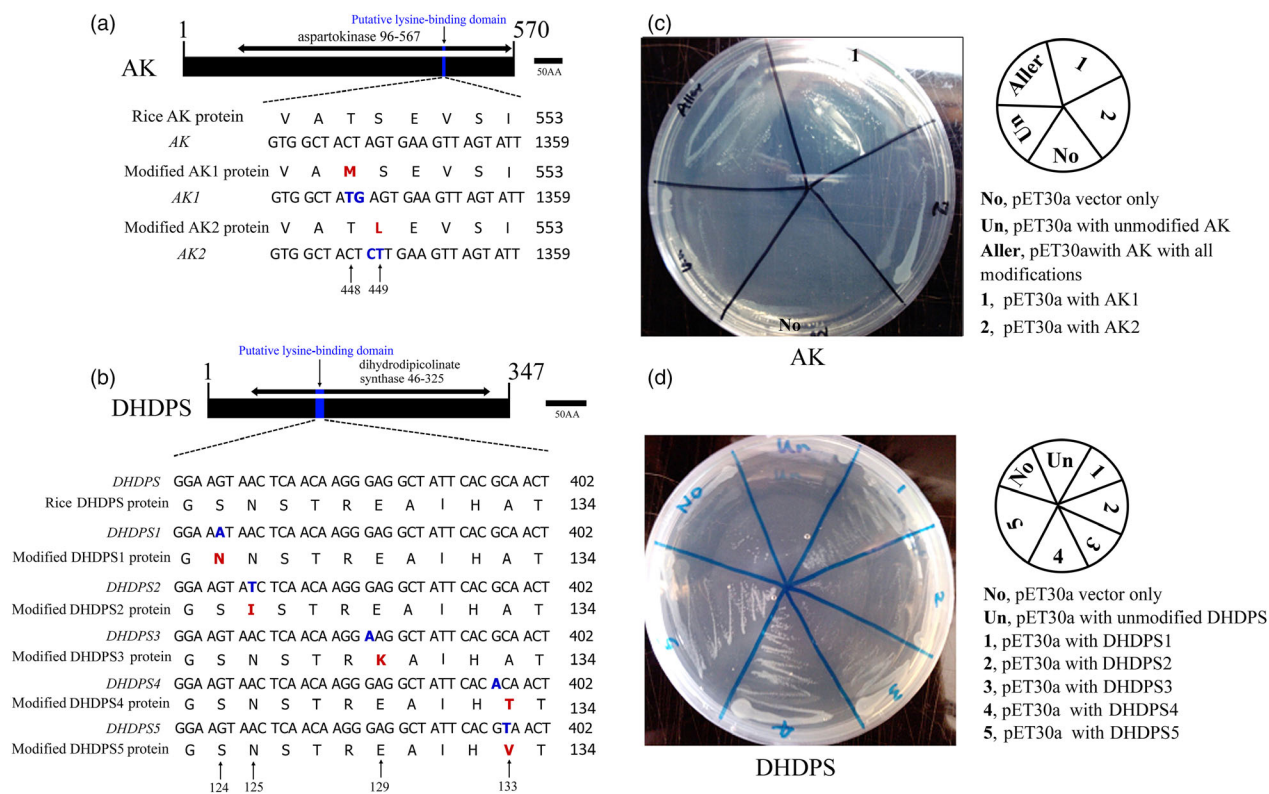 (a)
Putative lysine-binding domain
1
570
aspartokinase 96-567
AK
50AA
Rice AK protein V A T S E V S I 553
AK GTG GCT ACT AGT GAA GTT AGT ATT 1359
Modified AK1 protein V A M S E V S I 553
AK1 GTG GCT ATG AGT GAA GTT AGT ATT 1359
Modified AK2 protein V A T L E V S I 553
AK2 GTG GCT ACT CTT GAA GTT AGT ATT 1359
448 449
(b)
Putative lysine-binding domain
1
347
dihydrodipicolinate
synthase 46-325
DHDPS
50AA
DHDPS GGA AGT AAC TCA ACA AGG GAG GCT ATT CAC GCA ACT 402
Rice DHDPS protein G S N S T R E A I H A T 134
DHDPS1 GGA AAT AAC TCA ACA AGG GAG GCT ATT CAC GCA ACT 402
Modified DHDPS1 protein G N N S T R E A I H A T 134
DHDPS2 GGA AGT ATC TCA ACA AGG GAG GCT ATT CAC GCA ACT 402
Modified DHDPS2 protein G S I S T R E A I H A T 134
DHDPS3 GGA AGT AAC TCA ACA AGG AAG GCT ATT CAC GCA ACT 402
Modified DHDPS3 protein G S N S T R K A I H A T 134
DHDPS4 GGA AGT AAC TCA ACA AGG GAG GCT ATT CAC ACA ACT 402
Modified DHDPS4 protein G S N S T R E A I H T T 134
DHDPS5 GGA AGT AAC TCA ACA AGG GAG GCT ATT CAC GTA ACT 402
Modified DHDPS5 protein G S N S T R E A I H V T 134
124 125 129 133
(c)
1
Aller
2
Un
No
AK
Aller
1
2
Un
No
No, pET30a vector only
Un, pET30a with unmodified AK
Aller, pET30awith AK with all
modifications
1, pET30a with AK1
2, pET30a with AK2
(d)
Un
Un
1
No
2
3
5
DHDPS
No
Un
1
2
3
4
5
No, pET30a vector only
Un, pET30a with unmodified DHDPS
1, pET30a with DHDPS1
2, pET30a with DHDPS2
3, pET30a with DHDPS3
4, pET30a with DHDPS4
5, pET30a with DHDPS5